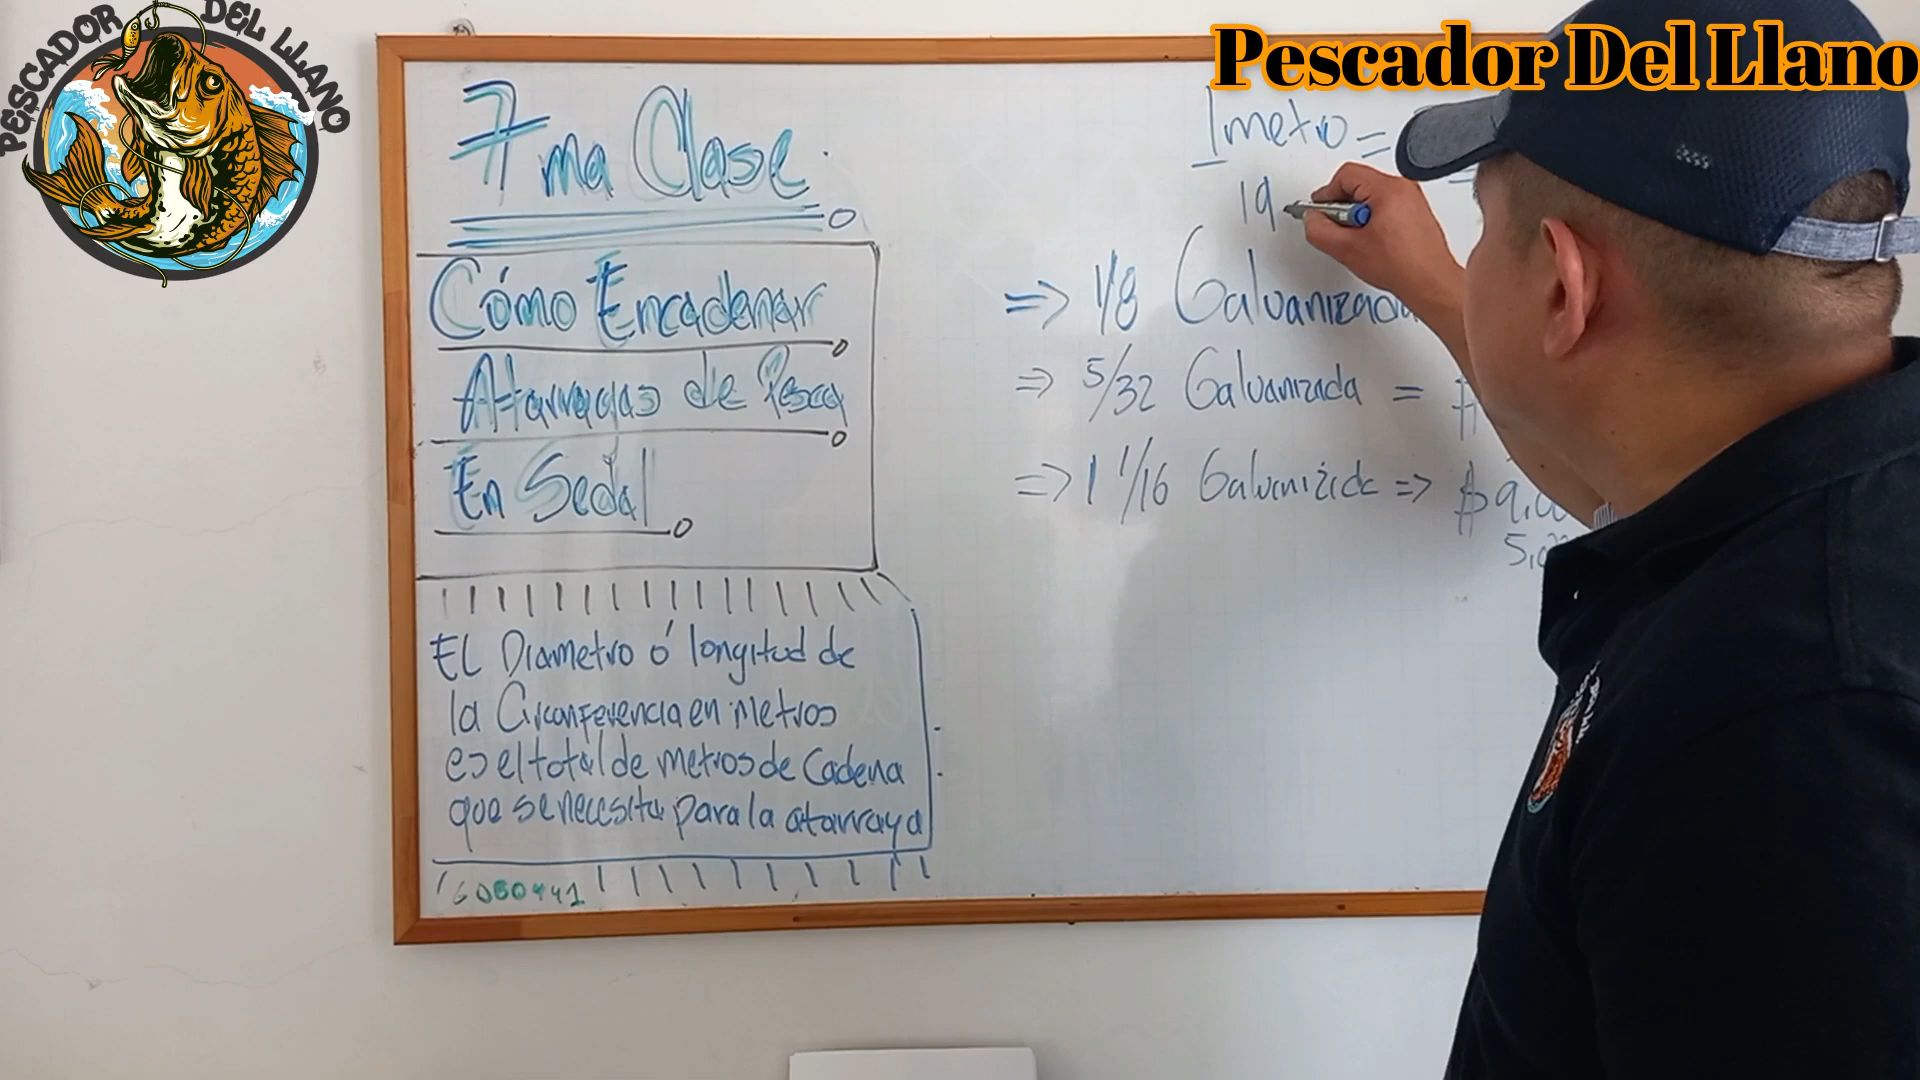 PESCADOR DEL LLANO
Pescador Del Llano
7ma Clase
Cómo Encadenar
Atarrayas de Pesca
En Sedal
El Diametro ó longitud de
la Circunferencia en Metros
es el total de metros de Cadena
que se necesita para la atarraya
6080441
1 metro =
19
=> 1/8 Galvanizada
=> 5/32 Galvanizada =
=> 1 1/16 Galvanizada =>